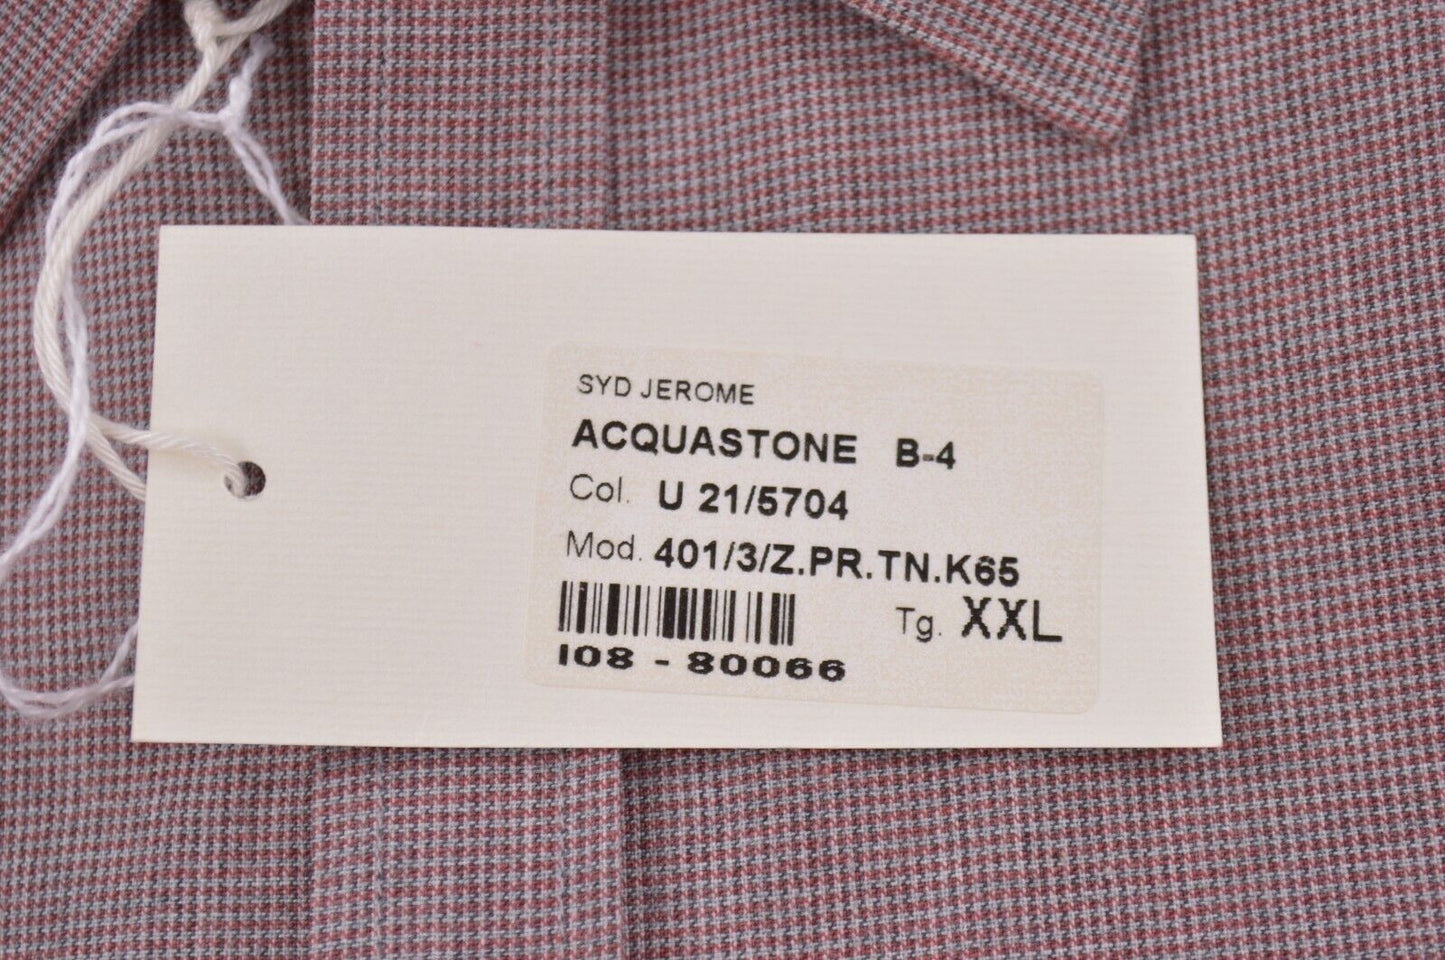 SYD JEROME
ACQUASTONE B-4
Col. U 21/5704
Mod. 401/3/Z.PR.TN.K65
Tg. XXL
I08 - 80066